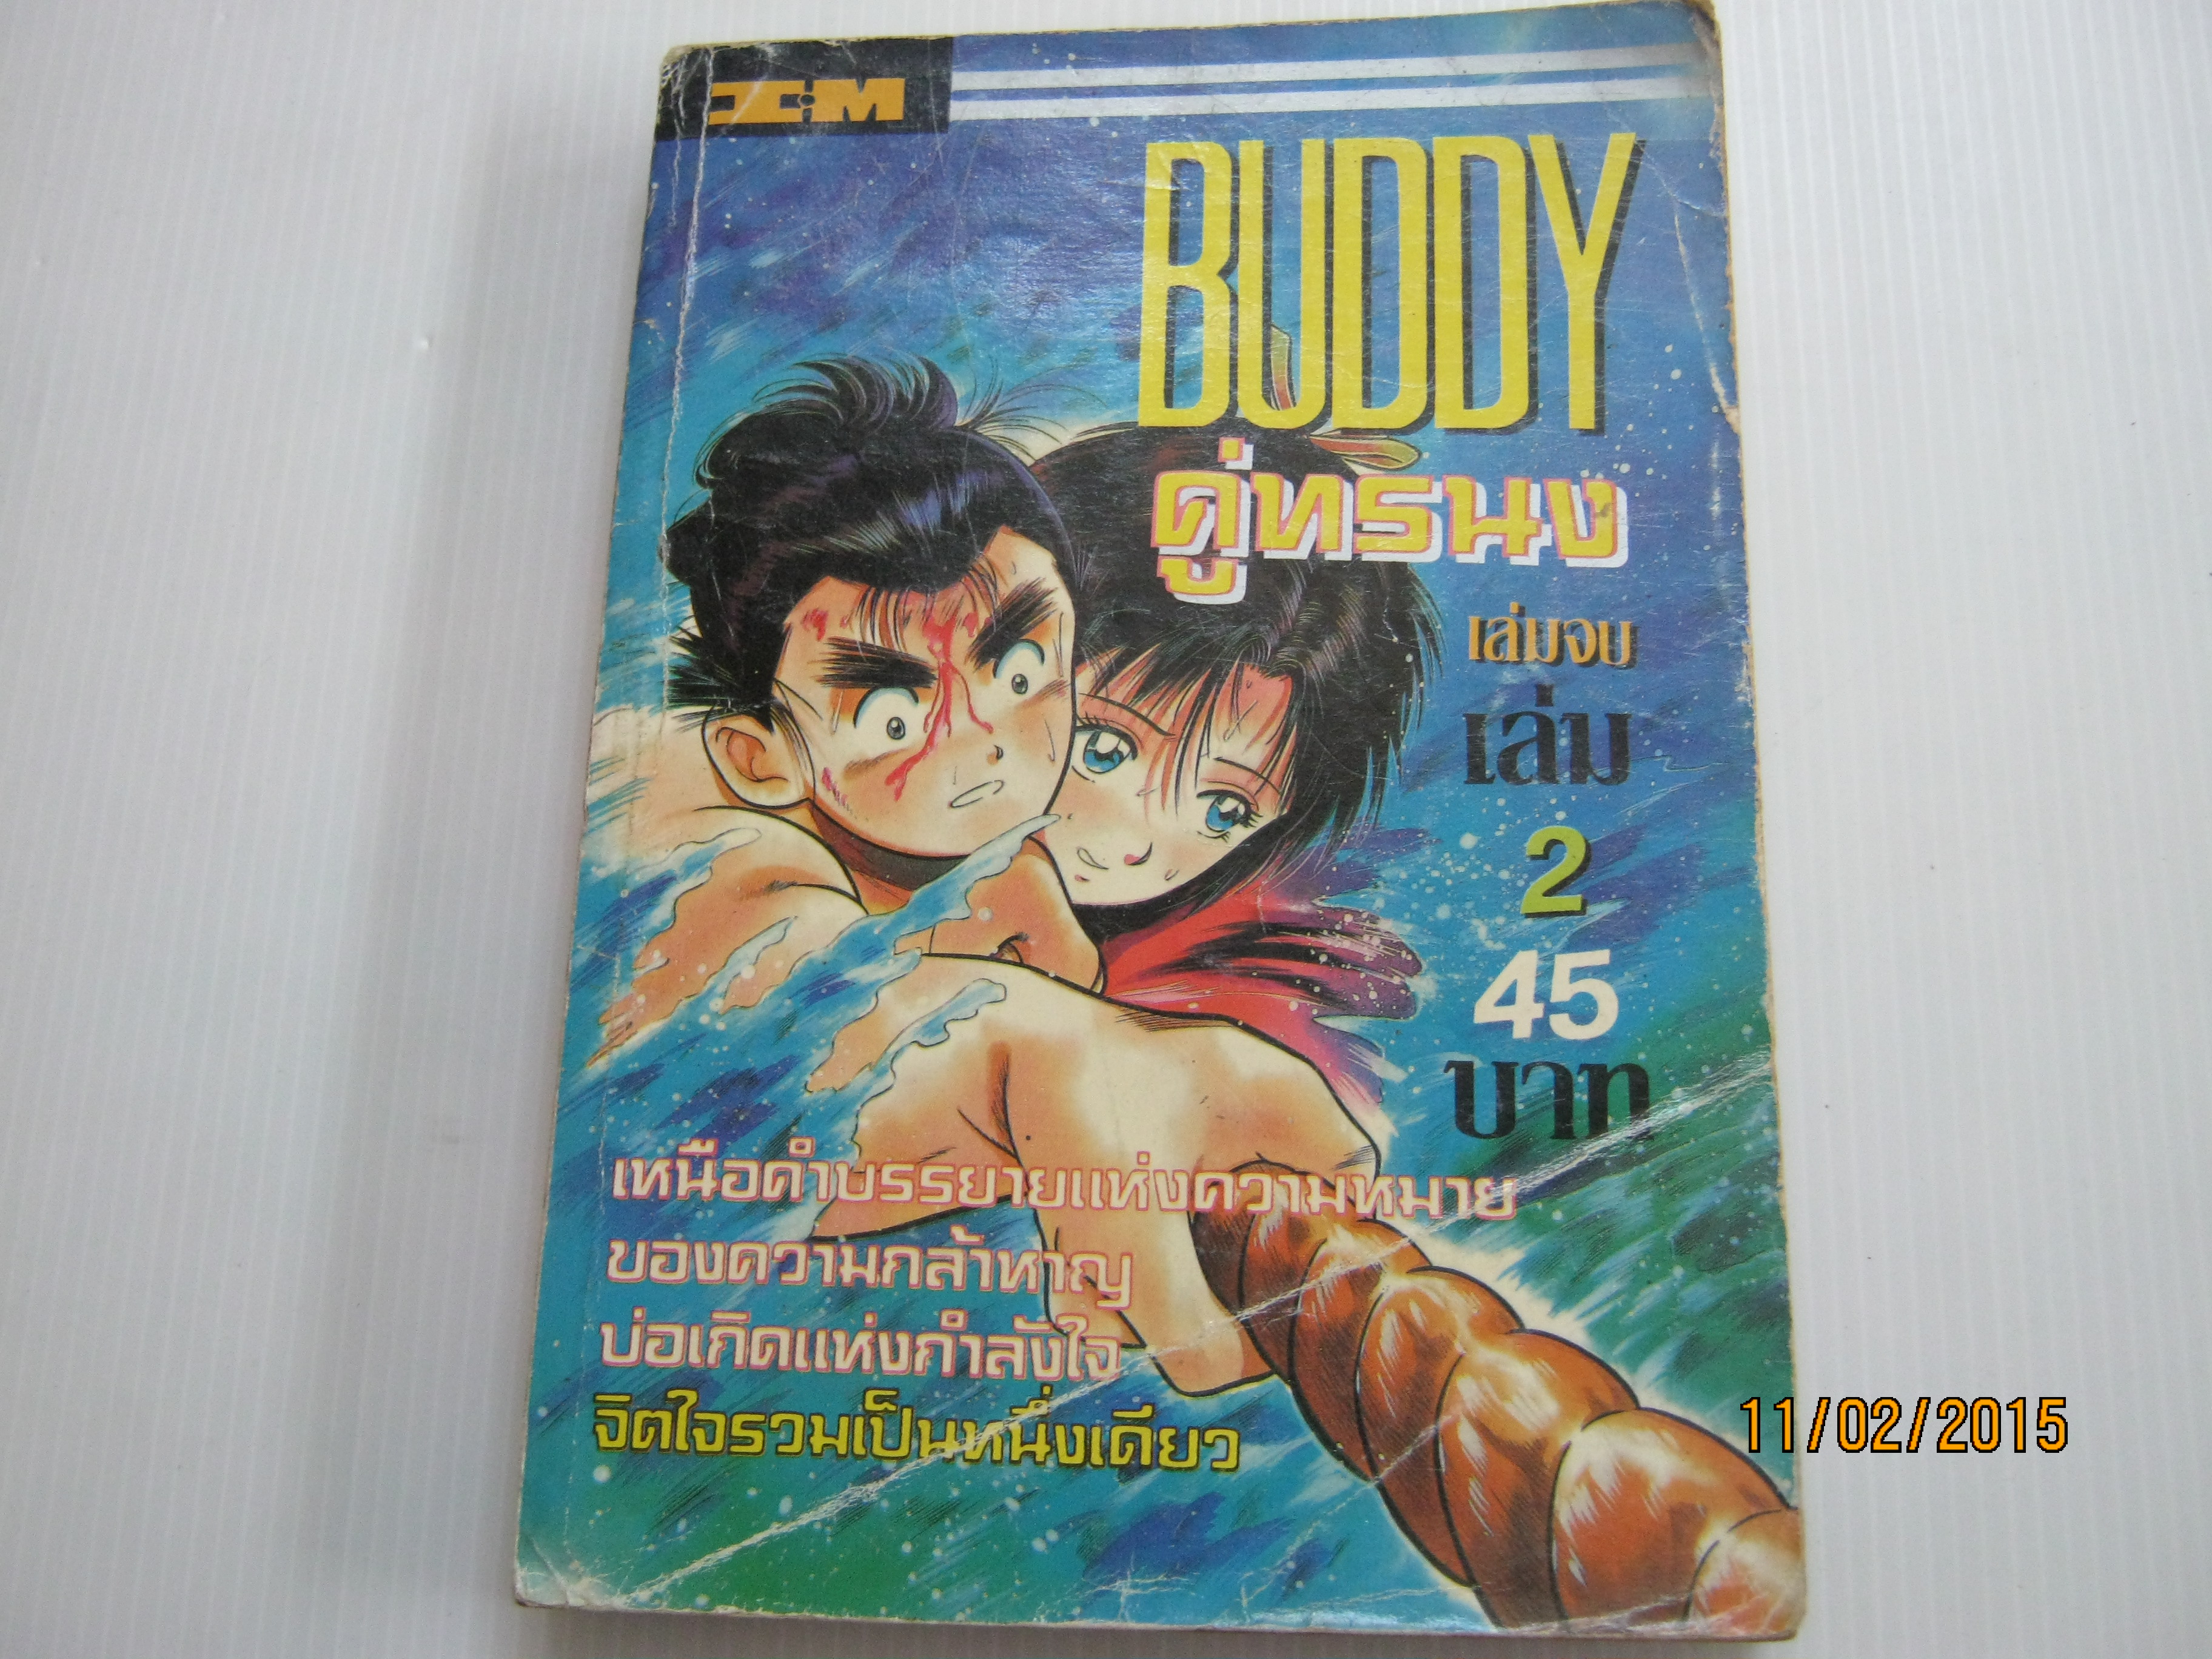 I·M
BUDDY
คู่ทรนง
เล่มจบ
เล่ม
2
45
บาท
เหนือคำบรรยายแห่งความหมาย
ของความกล้าหาญ
บ่อเกิดแห่งกำลังใจ
จิตใจรวมเป็นหนึ่งเดียว
11/02/2015